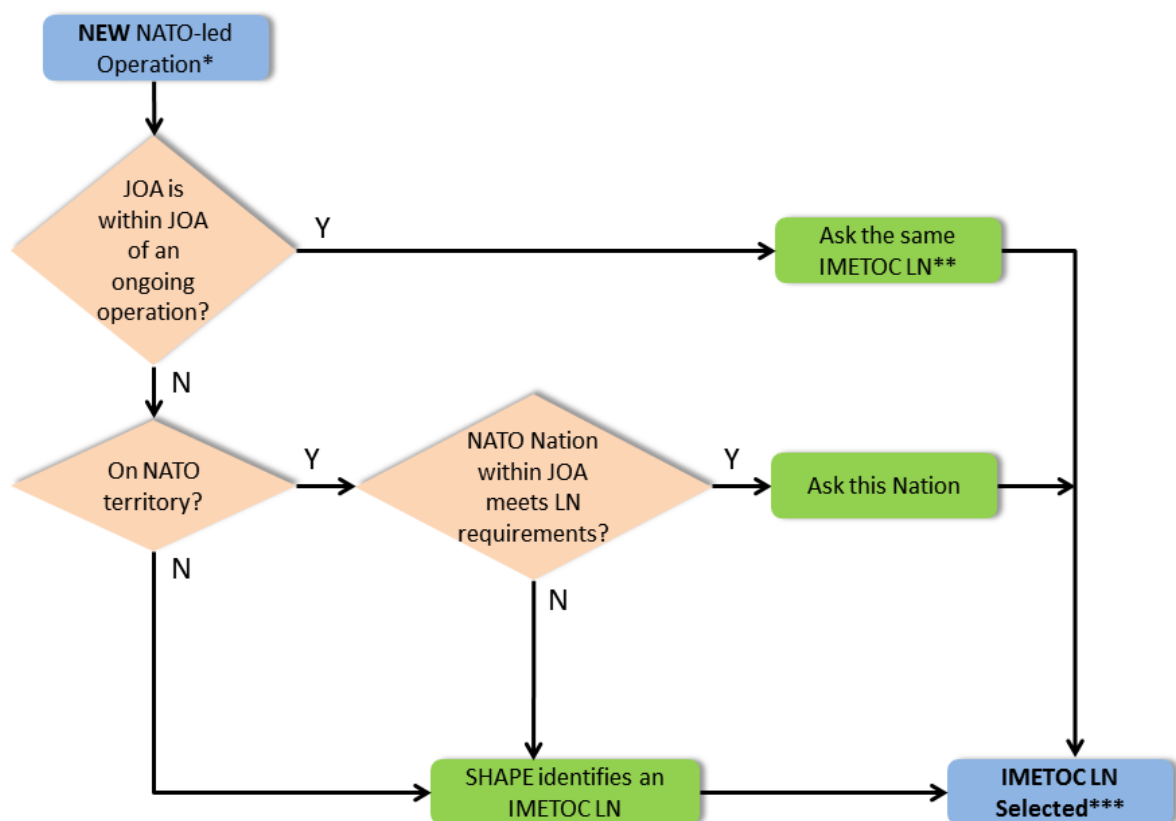 NEW NATO-led
Operation*
JOA is
within JOA
of an
ongoing
operation?
Y
Ask the same
IMETOC LN**
N
On NATO
territory?
Y
NATO Nation
within JOA
meets LN
requirements?
Y
Ask this Nation
N
N
SHAPE identifies an
IMETOC LN
IMETOC LN
Selected***